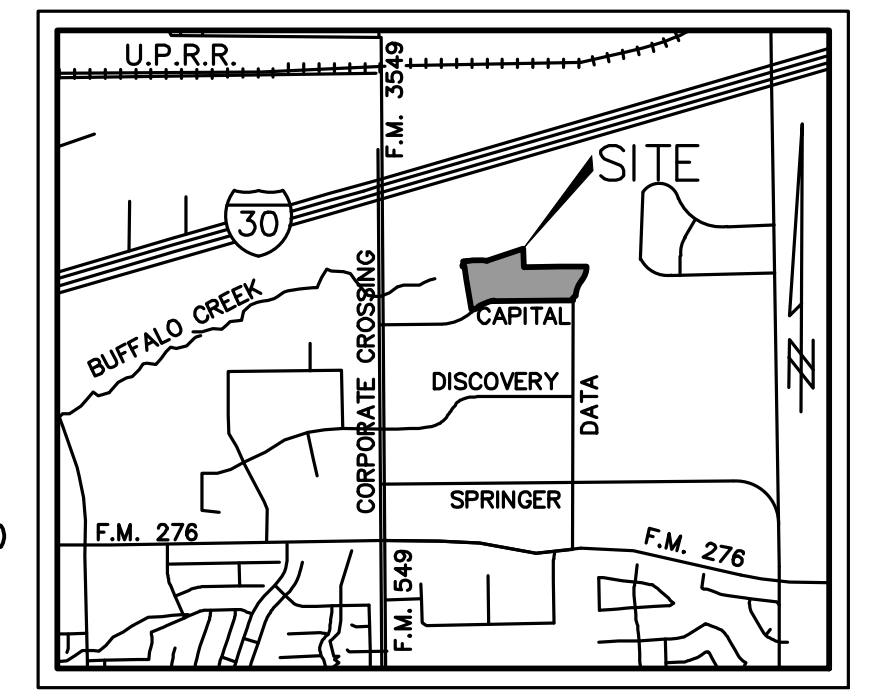 U.P.R.R.
F.M. 3549
SITE
30
BUFFALO CREEK
CORPORATE CROSSING
CAPITAL
DISCOVERY
DATA
SPRINGER
F.M. 276
F.M. 276
F.M. 549
N
)